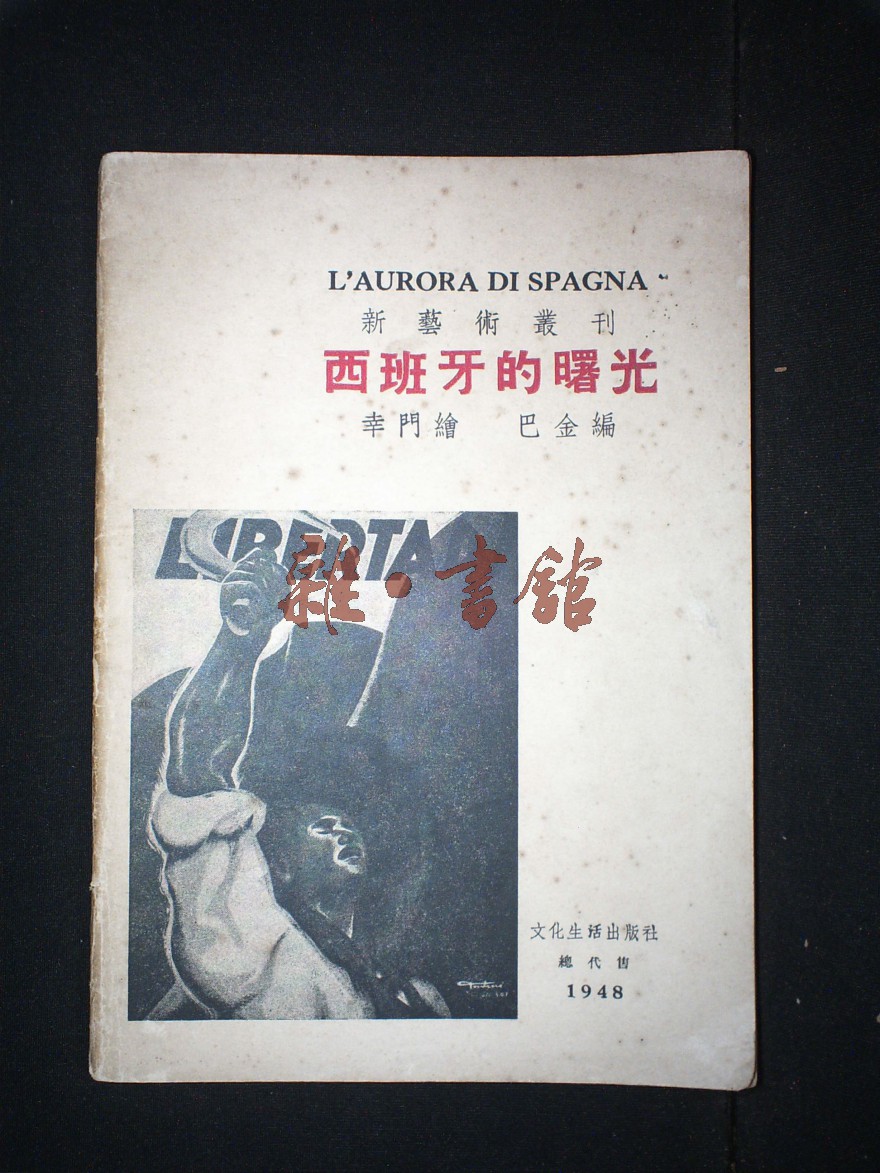 L'AURORA DI SPAGNA
新藝術叢刊
西班牙的曙光
幸門繪 巴金編
LIBERTAD
雜·書館
文化生活出版社
總代售
1948